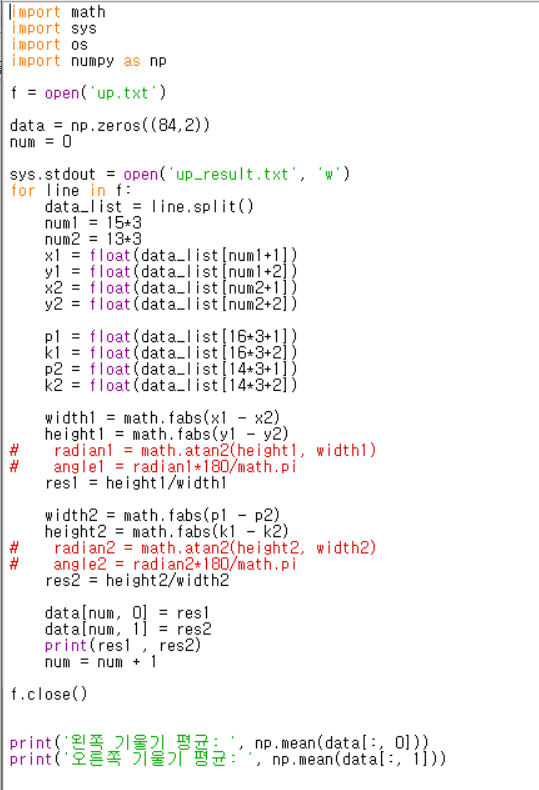 import math
import sys
import os
import numpy as np
f = open('up.txt')
data = np.zeros((84,2))
num = 0
sys.stdout = open('up_result.txt', 'w')
for line in f:
    data_list = line.split()
    num1 = 15*3
    num2 = 13*3
    x1 = float(data_list[num1+1])
    y1 = float(data_list[num1+2])
    x2 = float(data_list[num2+1])
    y2 = float(data_list[num2+2])
    p1 = float(data_list[16*3+1])
    k1 = float(data_list[16*3+2])
    p2 = float(data_list[14*3+1])
    k2 = float(data_list[14*3+2])
    width1 = math.fabs(x1 - x2)
    height1 = math.fabs(y1 - y2)
#    radian1 = math.atan2(height1, width1)
#    angle1 = radian1*180/math.pi
    res1 = height1/width1
    width2 = math.fabs(p1 - p2)
    height2 = math.fabs(k1 - k2)
#    radian2 = math.atan2(height2, width2)
#    angle2 = radian2*180/math.pi
    res2 = height2/width2
    data[num, 0] = res1
    data[num, 1] = res2
    print(res1 , res2)
    num = num + 1
f.close()
print('왼쪽 기울기 평균: ', np.mean(data[:, 0]))
print('오른쪽 기울기 평균: ', np.mean(data[:, 1]))